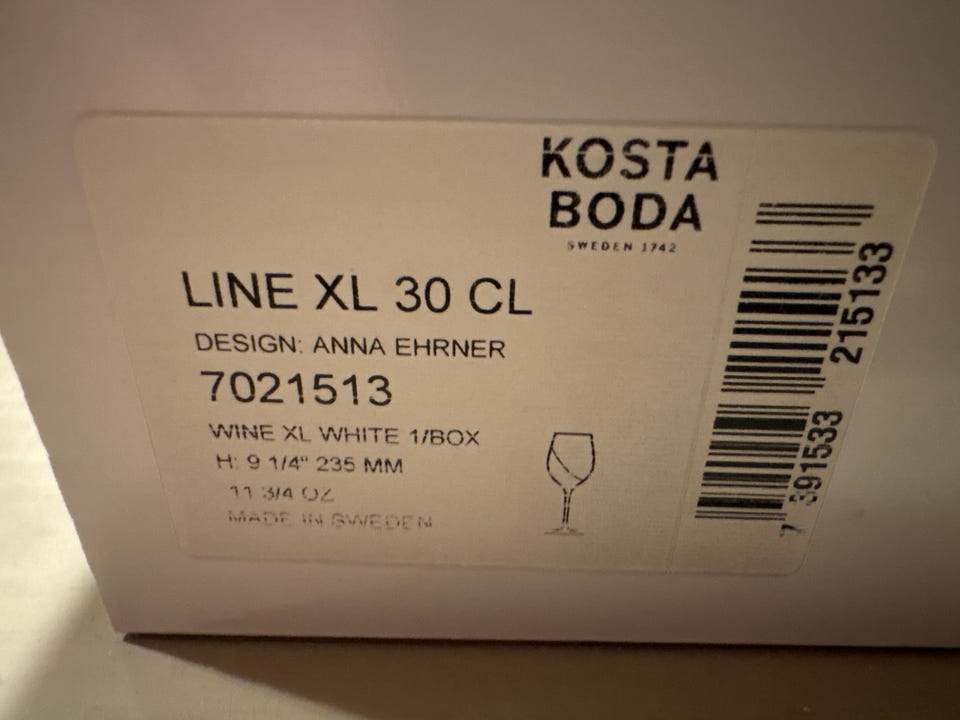 KOSTA
BODA
SWEDEN 1742
LINE XL 30 CL
DESIGN: ANNA EHRNER
7021513
WINE XL WHITE 1/BOX
H: 9 1/4" 235 MM
11 3/4 OZ
MADE IN SWEDEN
7 391533 215133